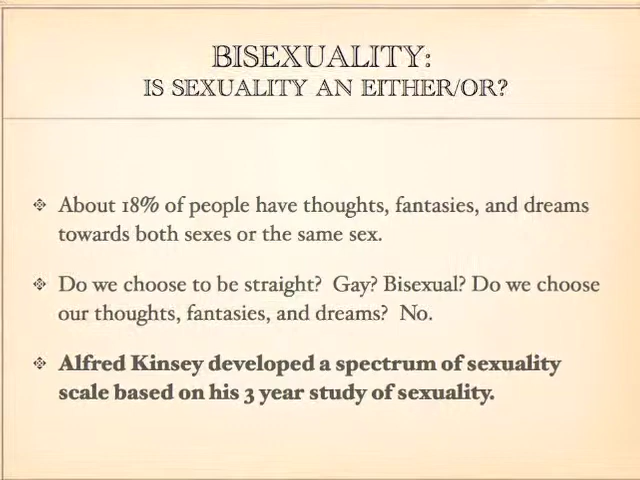 BISEXUALITY:
IS SEXUALITY AN EITHER/OR?
About 18% of people have thoughts, fantasies, and dreams
towards both sexes or the same sex.
Do we choose to be straight?  Gay? Bisexual? Do we choose
our thoughts, fantasies, and dreams?  No.
Alfred Kinsey developed a spectrum of sexuality
scale based on his 3 year study of sexuality.